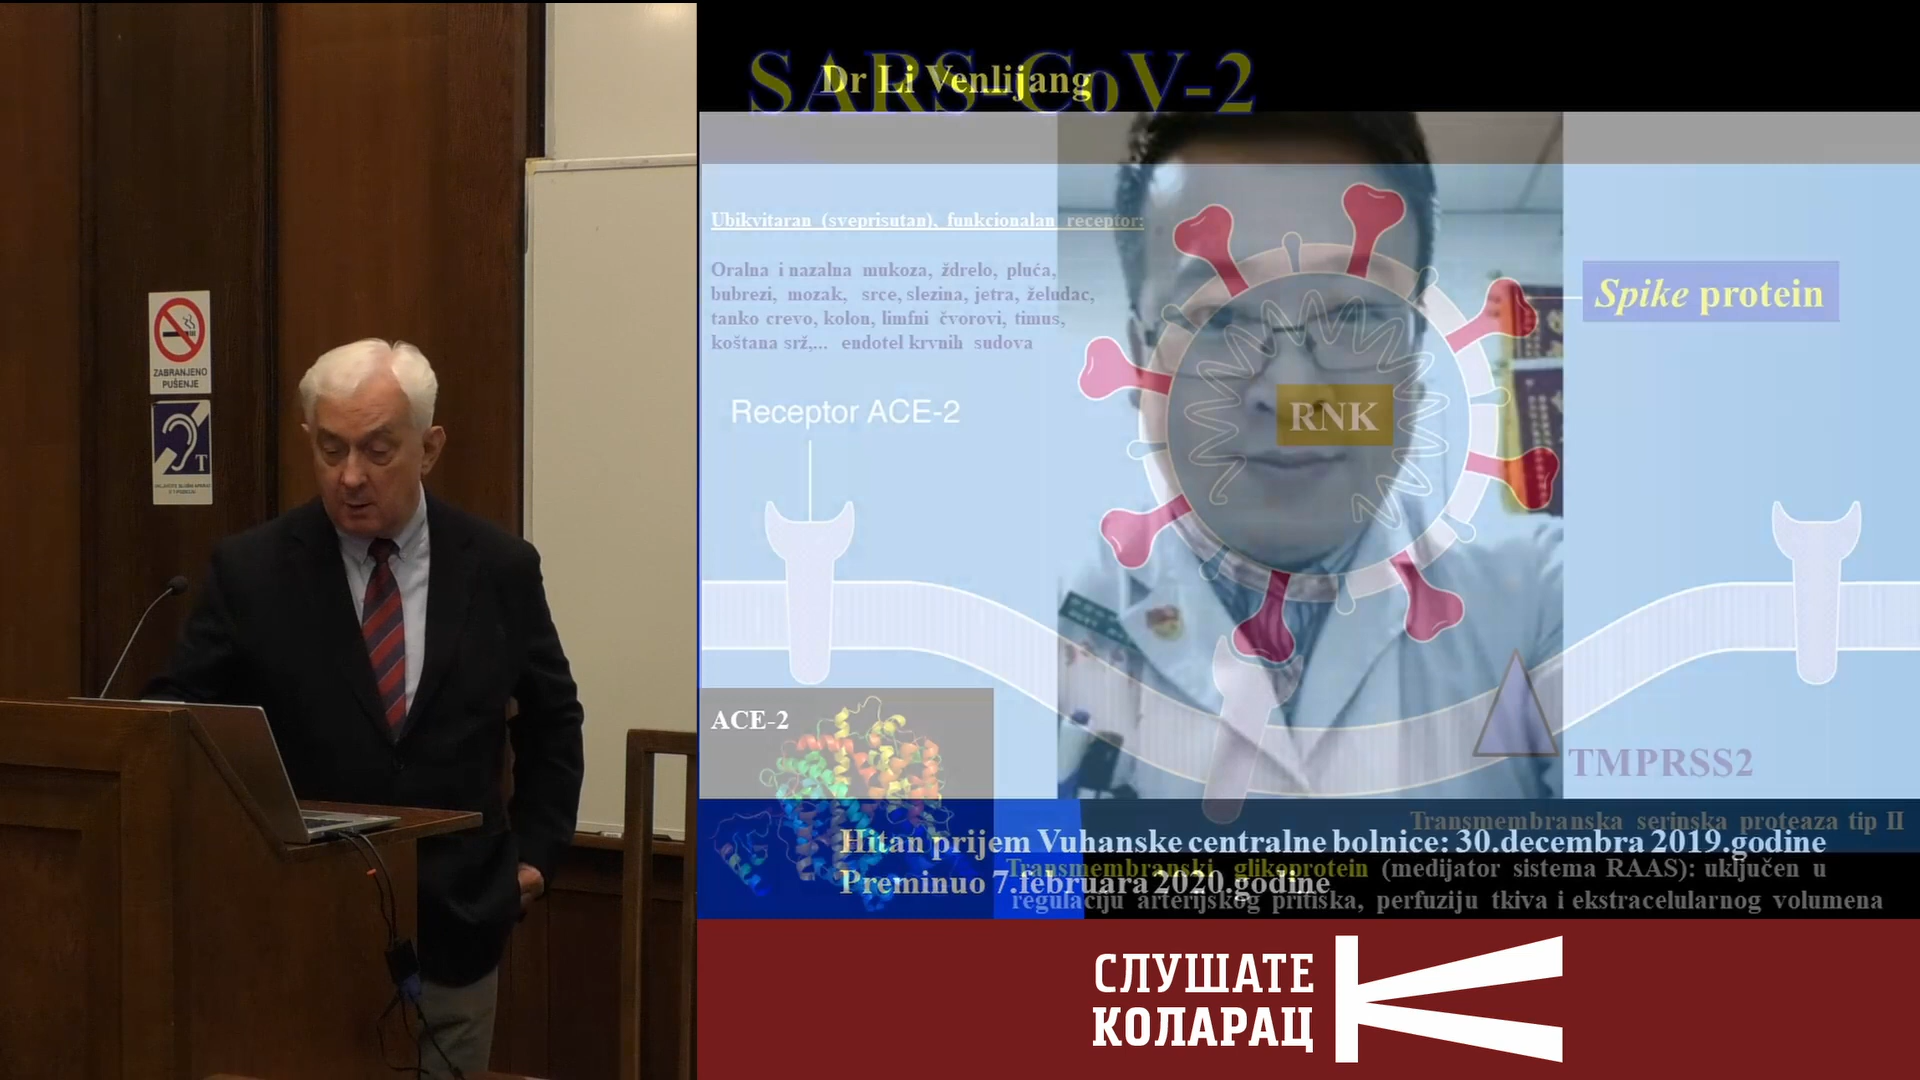 SARS-CoV-2
Dr Li Venlijang
Ubikvitaran (sveprisutan), funkcionalan receptor:
Oralna i nazalna mukoza, ždrelo, pluća,
bubrezi, mozak, srce, slezina, jetra, želudac,
tanko crevo, kolon, limfni čvorovi, timus,
koštana srž,... endotel krvnih sudova
Spike protein
Receptor ACE-2
RNK
ZABRANJENO
PUŠENJE
T
ACE-2
TMPRSS2
Transmembranska serinska proteaza tip II
Hitan prijem Vuhanske centralne bolnice: 30.decembra 2019.godine
Transmembranski glikoprotein (medijator sistema RAAS): uključen u
Preminuo 7.februara 2020.godine
regulaciju arterijskog pritiska, perfuziju tkiva i ekstracelularnog volumena
СЛУШАТЕ
КОЛАРАЦ